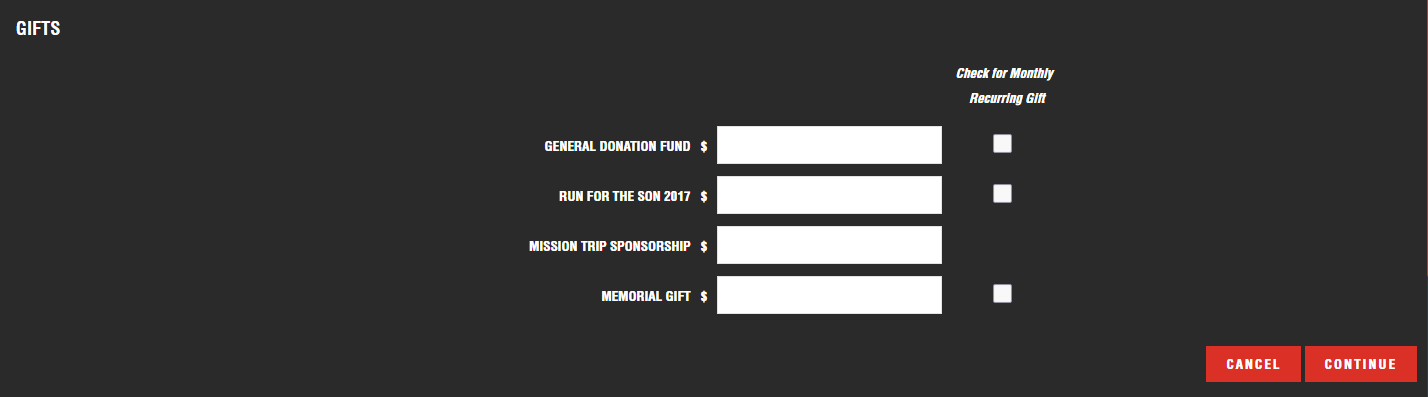 GIFTS
Check for Monthly
Recurring Gift
GENERAL DONATION FUND $
RUN FOR THE SON 2017 $
MISSION TRIP SPONSORSHIP $
MEMORIAL GIFT $
CANCEL CONTINUE